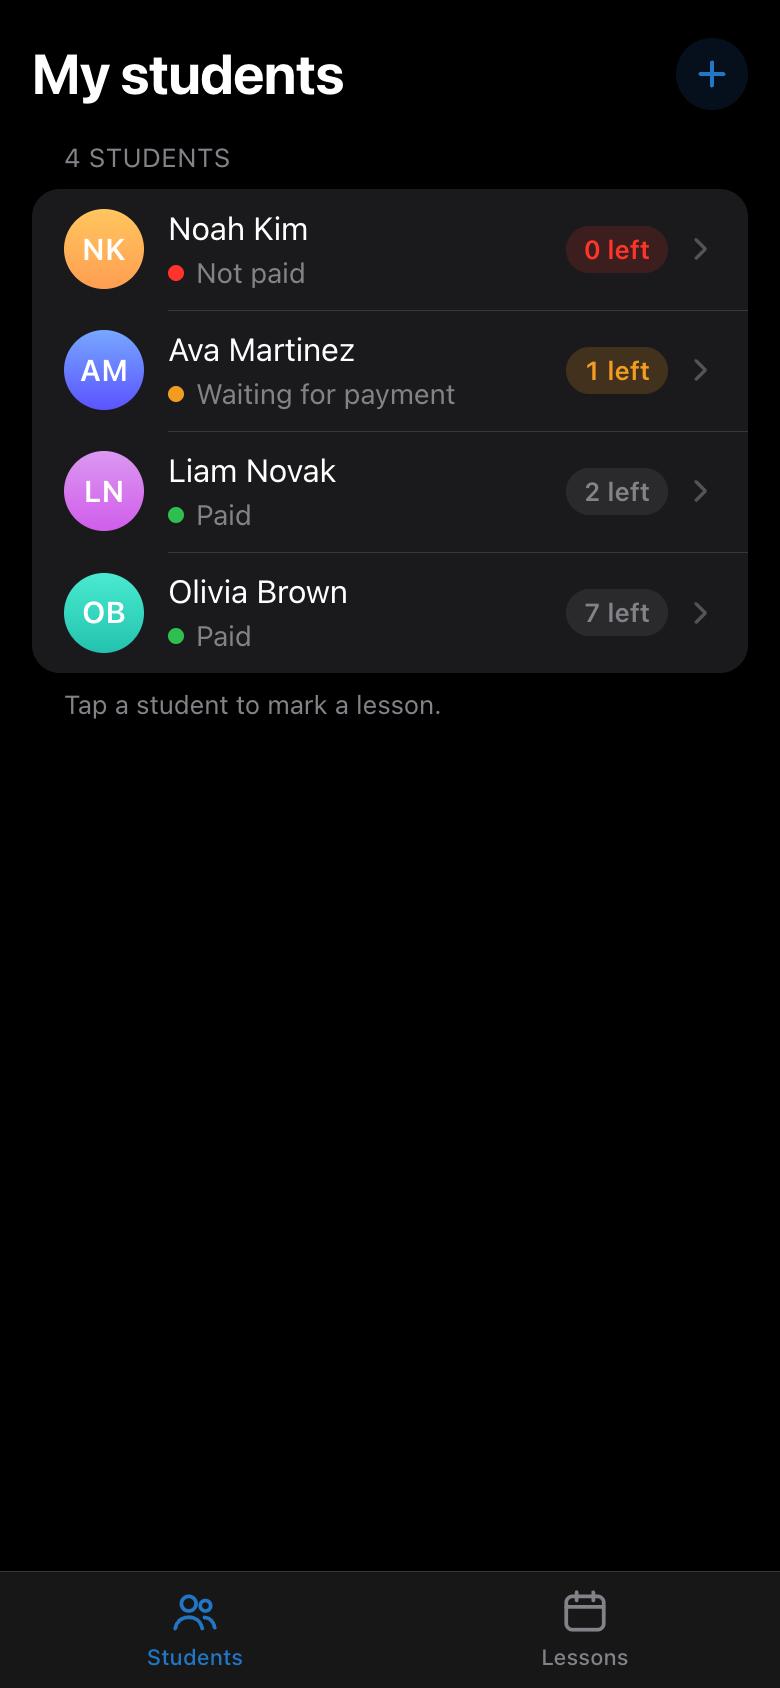 My students
4 STUDENTS
NK
Noah Kim
Not paid
0 left
AM
Ava Martinez
Waiting for payment
1 left
LN
Liam Novak
Paid
2 left
OB
Olivia Brown
Paid
7 left
Tap a student to mark a lesson.
Students
Lessons